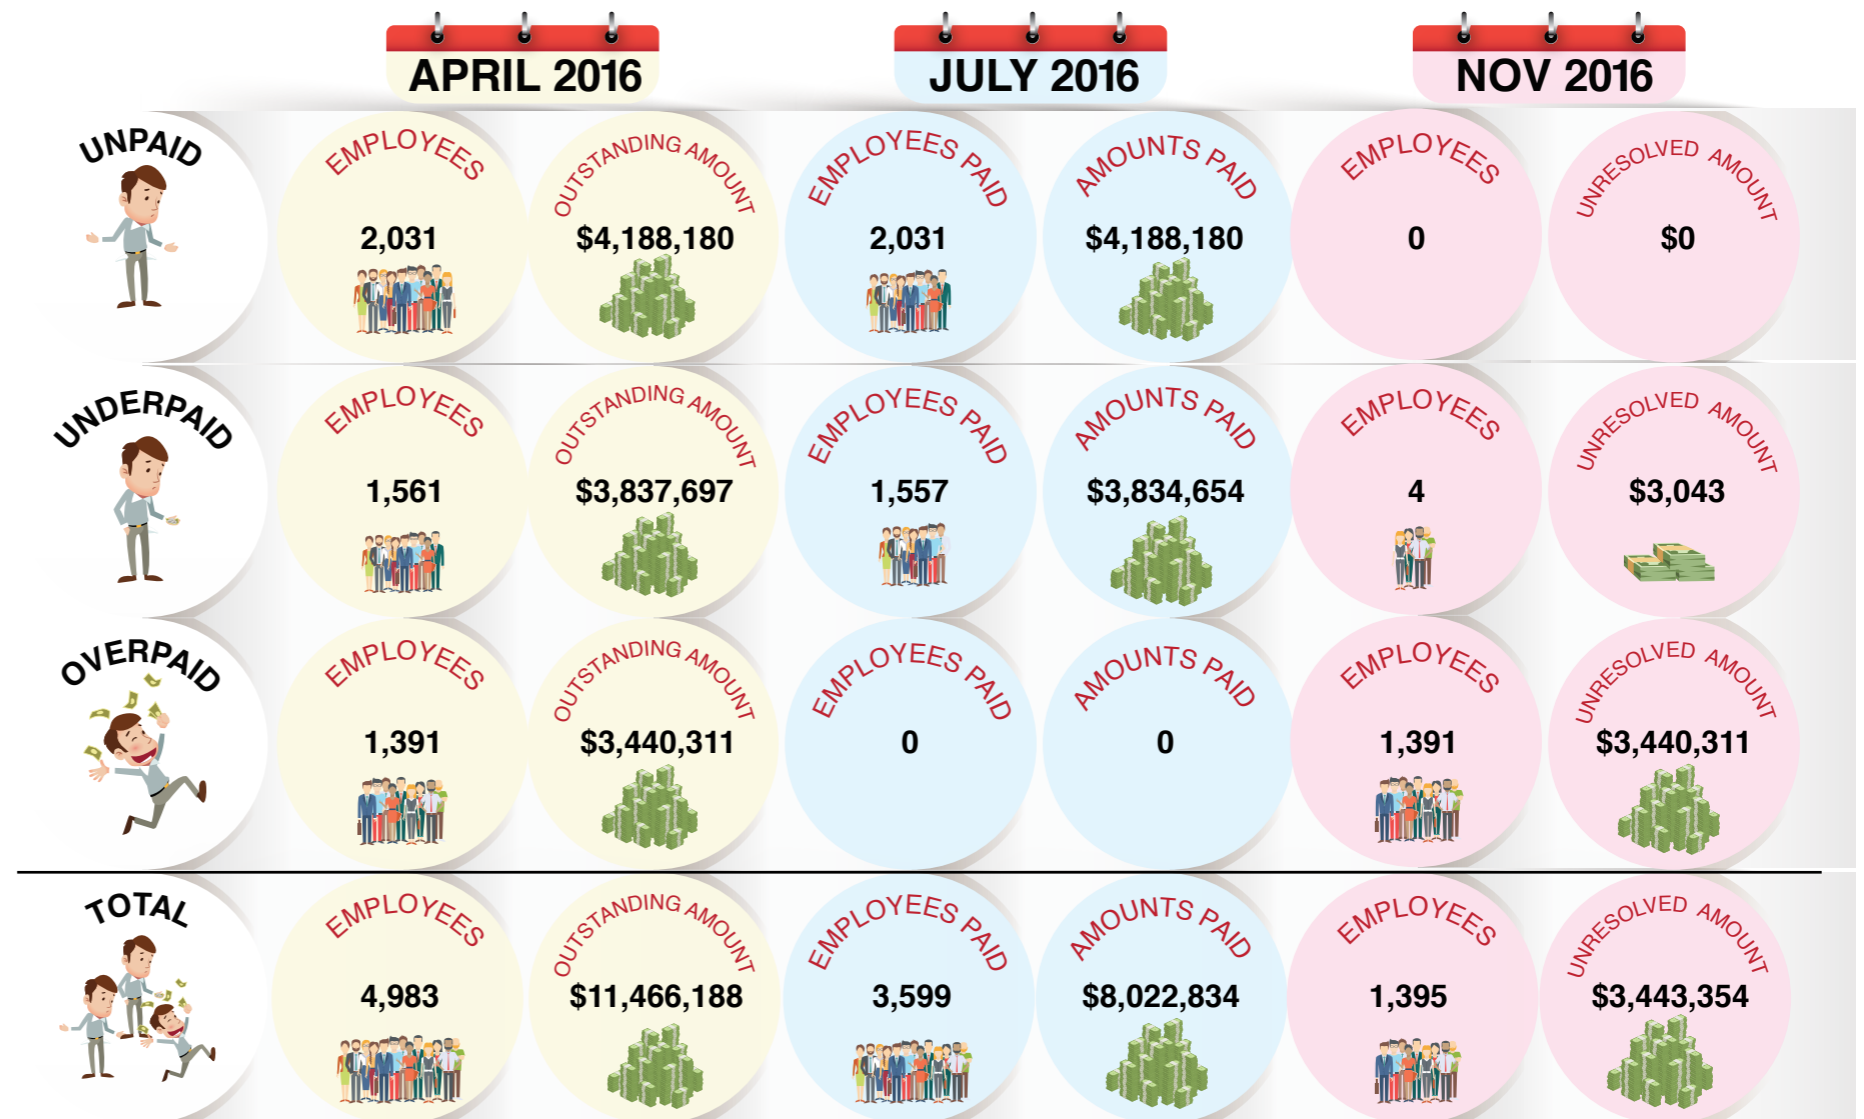 APRIL 2016 JULY 2016 NOV 2016
UNPAID EMPLOYEES OUTSTANDING AMOUNT EMPLOYEES PAID AMOUNTS PAID EMPLOYEES UNRESOLVED AMOUNT
2,031 $4,188,180 2,031 $4,188,180 0 $0
UNDERPAID EMPLOYEES OUTSTANDING AMOUNT EMPLOYEES PAID AMOUNTS PAID EMPLOYEES UNRESOLVED AMOUNT
1,561 $3,837,697 1,557 $3,834,654 4 $3,043
OVERPAID EMPLOYEES OUTSTANDING AMOUNT EMPLOYEES PAID AMOUNTS PAID EMPLOYEES UNRESOLVED AMOUNT
1,391 $3,440,311 0 0 1,391 $3,440,311
TOTAL EMPLOYEES OUTSTANDING AMOUNT EMPLOYEES PAID AMOUNTS PAID EMPLOYEES UNRESOLVED AMOUNT
4,983 $11,466,188 3,599 $8,022,834 1,395 $3,443,354